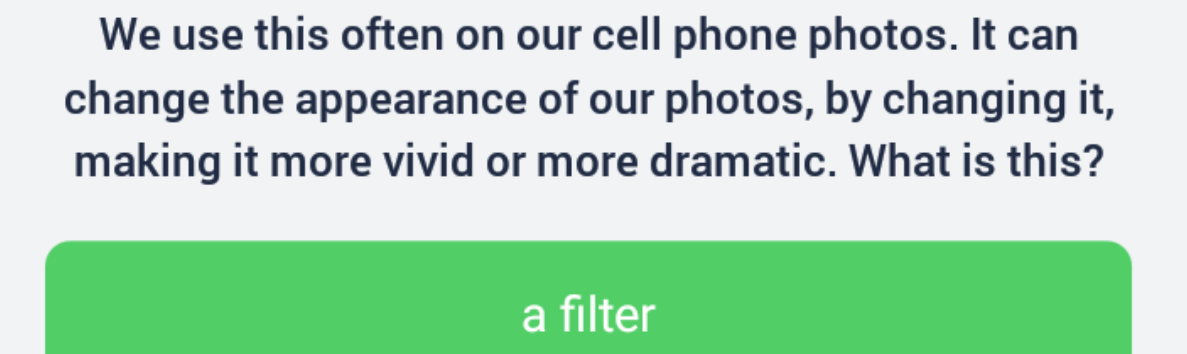 We use this often on our cell phone photos. It can
change the appearance of our photos, by changing it,
making it more vivid or more dramatic. What is this?
a filter